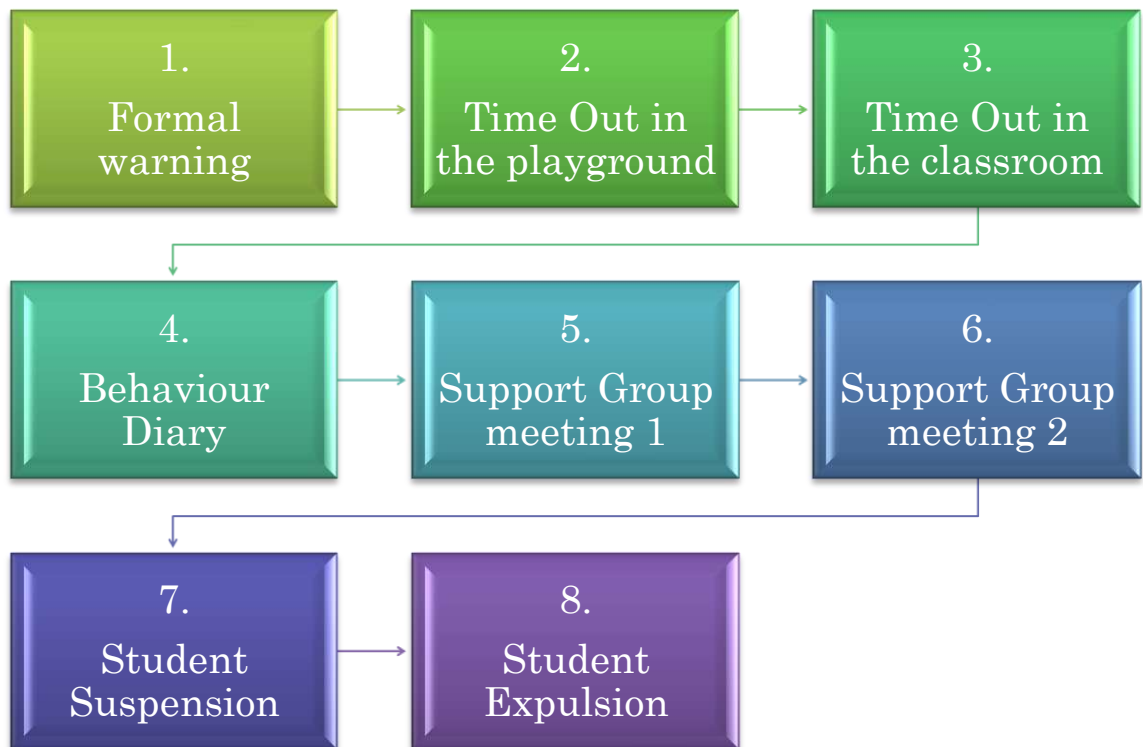 1.
Formal
warning
2.
Time Out in
the playground
3.
Time Out in
the classroom
4.
Behaviour
Diary
5.
Support Group
meeting 1
6.
Support Group
meeting 2
7.
Student
Suspension
8.
Student
Expulsion